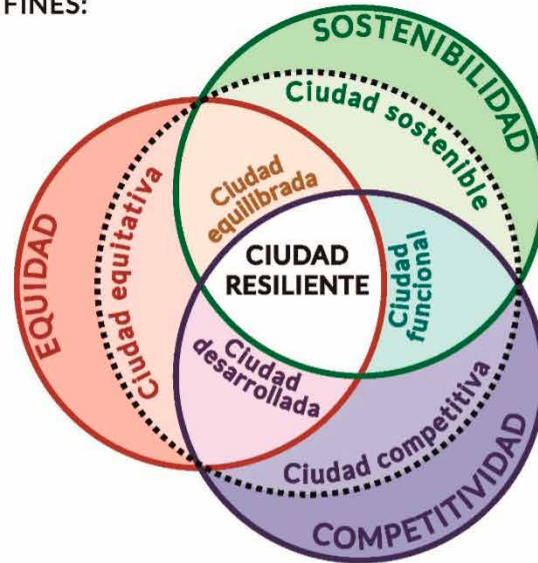 FINES:
SOSTENIBILIDAD
Ciudad sostenible
Ciudad
equilibrada
EQUIDAD
Ciudad equitativa
CIUDAD
RESILIENTE
Ciudad
funcional
Ciudad
desarrollada
Ciudad competitiva
COMPETITIVIDAD